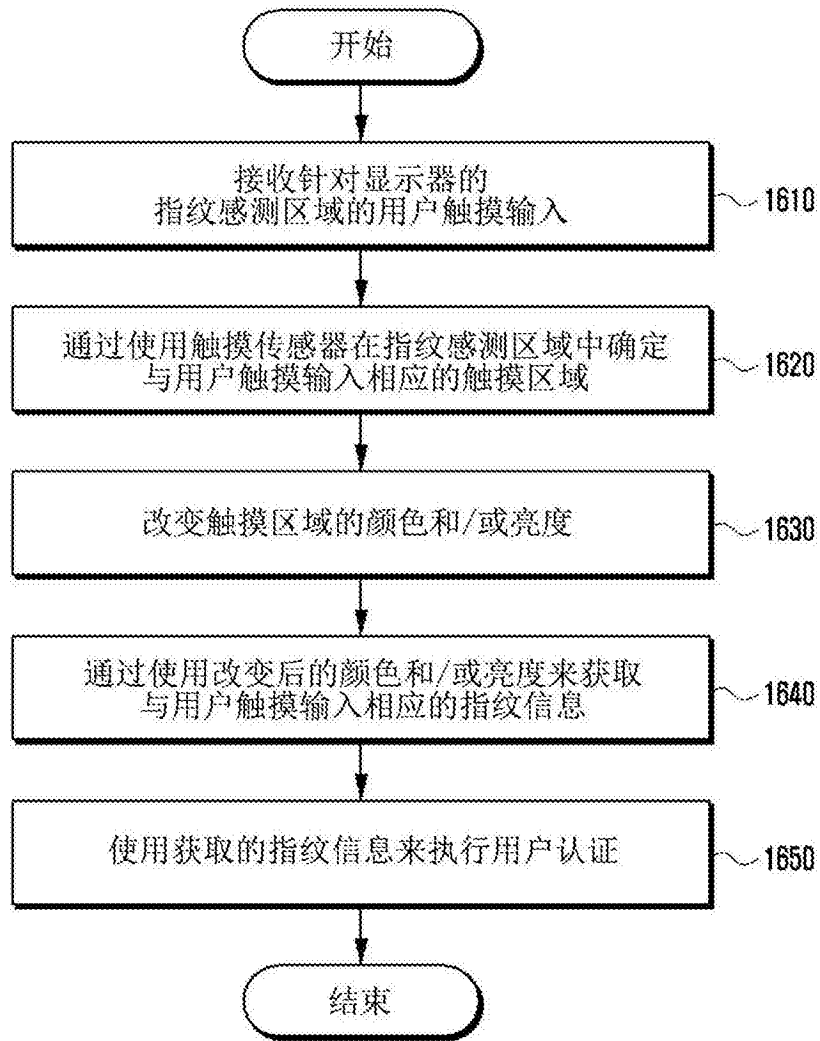 开始
接收针对显示器的
指纹感测区域的用户触摸输入
1610
通过使用触摸传感器在指纹感测区域中确定
与用户触摸输入相应的触摸区域
1620
改变触摸区域的颜色和/或亮度
1630
通过使用改变后的颜色和/或亮度来获取
与用户触摸输入相应的指纹信息
1640
使用获取的指纹信息来执行用户认证
1650
结束